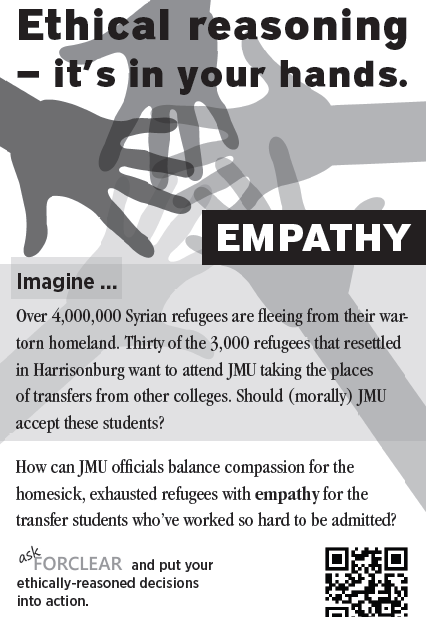 Ethical reasoning
– it's in your hands.
EMPATHY
Imagine ...
Over 4,000,000 Syrian refugees are fleeing from their war-
torn homeland. Thirty of the 3,000 refugees that resettled
in Harrisonburg want to attend JMU taking the places
of transfers from other colleges. Should (morally) JMU
accept these students?
How can JMU officials balance compassion for the
homesick, exhausted refugees with empathy for the
transfer students who've worked so hard to be admitted?
ask FORCLEAR and put your
ethically-reasoned decisions
into action.